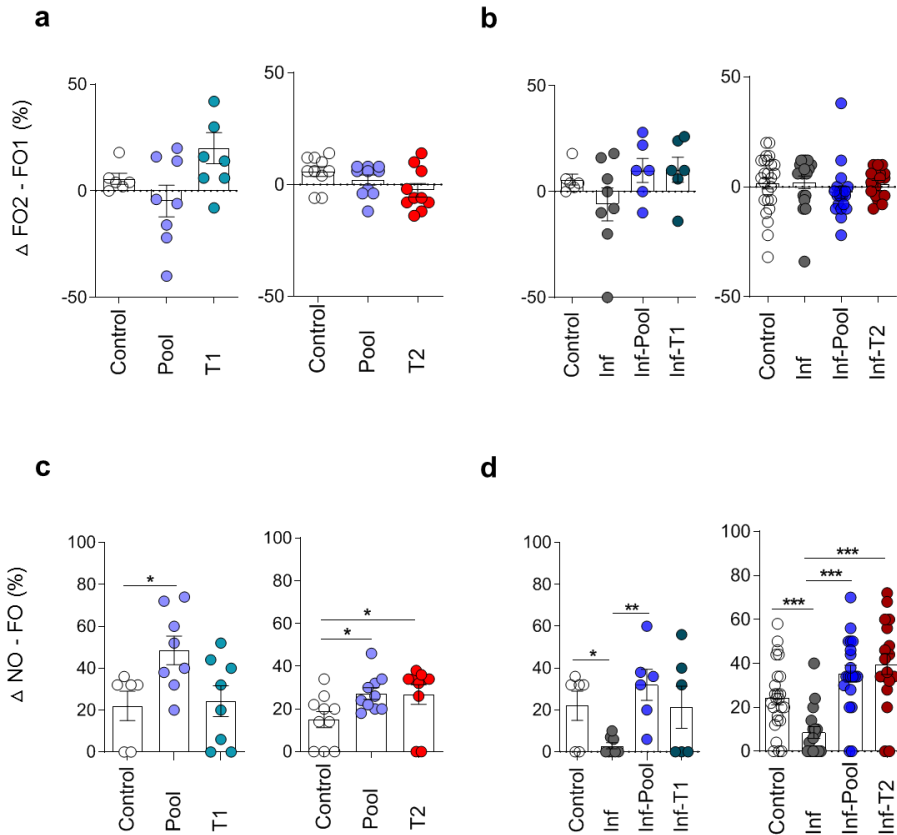 a
b
Δ FO2 - FO1 (%)
50
0
-50
Control
Pool
T1
50
0
-50
Control
Pool
T2
50
0
-50
Control
Inf
Inf-Pool
Inf-T1
50
0
-50
Control
Inf
Inf-Pool
Inf-T2
c
d
Δ NO - FO (%)
100
80
60
40
20
0
*
Control
Pool
T1
100
80
60
40
20
0
*
*
Control
Pool
T2
100
80
60
40
20
0
*
**
Control
Inf
Inf-Pool
Inf-T1
100
80
60
40
20
0
***
***
***
Control
Inf
Inf-Pool
Inf-T2